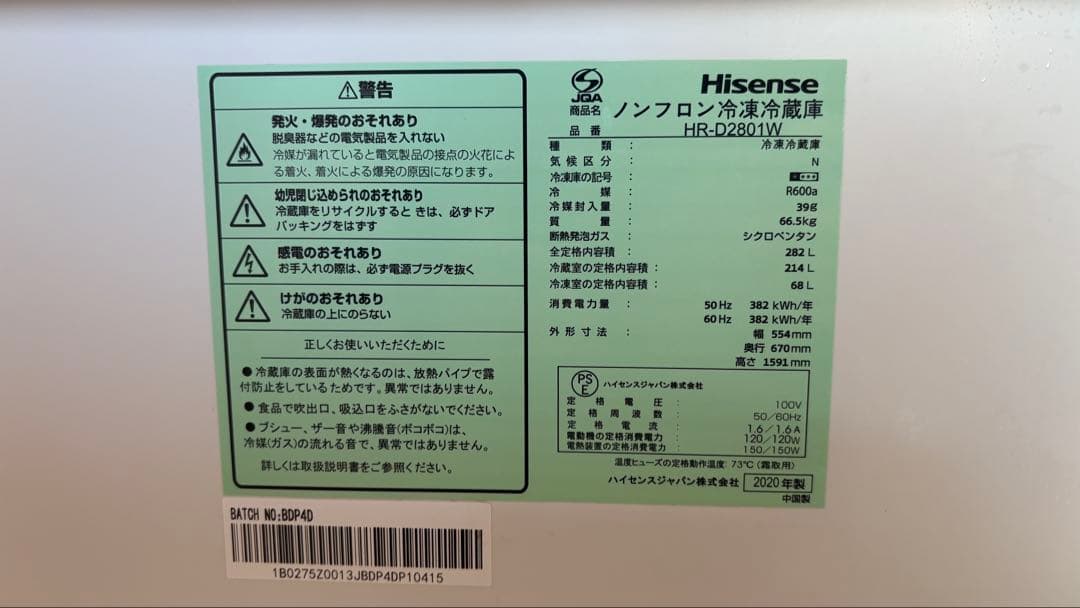 ⚠警告
発火・爆発のおそれあり
脱臭器などの電気製品を入れない
冷媒が漏れていると電気製品の接点の火花によ
る着火、着火による爆発の原因になります。
幼児閉じ込められのおそれあり
冷蔵庫をリサイクルすると きは、必ずドア
パッキングをはずす
感電のおそれあり
お手入れの際は、必ず電源プラグを抜く
けがのおそれあり
冷蔵庫の上にのらない
正しくお使いいただくために
●冷蔵庫の表面が熱くなるのは、放熱パイプで露
付防止をしているためです。異常ではありません。
●食品で吹出口、吸込口をふさがないでください。
●ブシュー、ザー音や沸騰音(ボコボコ)は、
冷媒(ガス)の流れる音で、異常ではありません。
詳しくは取扱説明書をご参照ください。
JQA
Hisense
商品名 ノンフロン冷凍冷蔵庫
品番 HR-D2801W
種類 : 冷凍冷蔵庫
気候区分 : N
冷凍庫の記号 :
冷媒 : R600a
冷媒封入量 : 39g
質量 : 66.5kg
断熱発泡ガス : シクロペンタン
全定格内容積 : 282 L
冷蔵室の定格内容積 : 214 L
冷凍室の定格内容積 : 68 L
消費電力量 : 50 Hz 382 kWh/年
60 Hz 382 kWh/年
外形寸法 : 幅 554mm
奥行 670mm
高さ 1591mm
PSE ハイセンスジャパン株式会社
定格電圧 : 100V
定格周波数 : 50/60Hz
定格電流 : 1.6/1.6A
電動機の定格消費電力 : 120/120W
電熱装置の定格消費電力 : 150/150W
温度ヒューズの定格動作温度: 73℃(霜取用)
ハイセンスジャパン株式会社 2020年製
中国製
BATCH NO:BDP4D
1B0275Z0013JBDP4DP10415